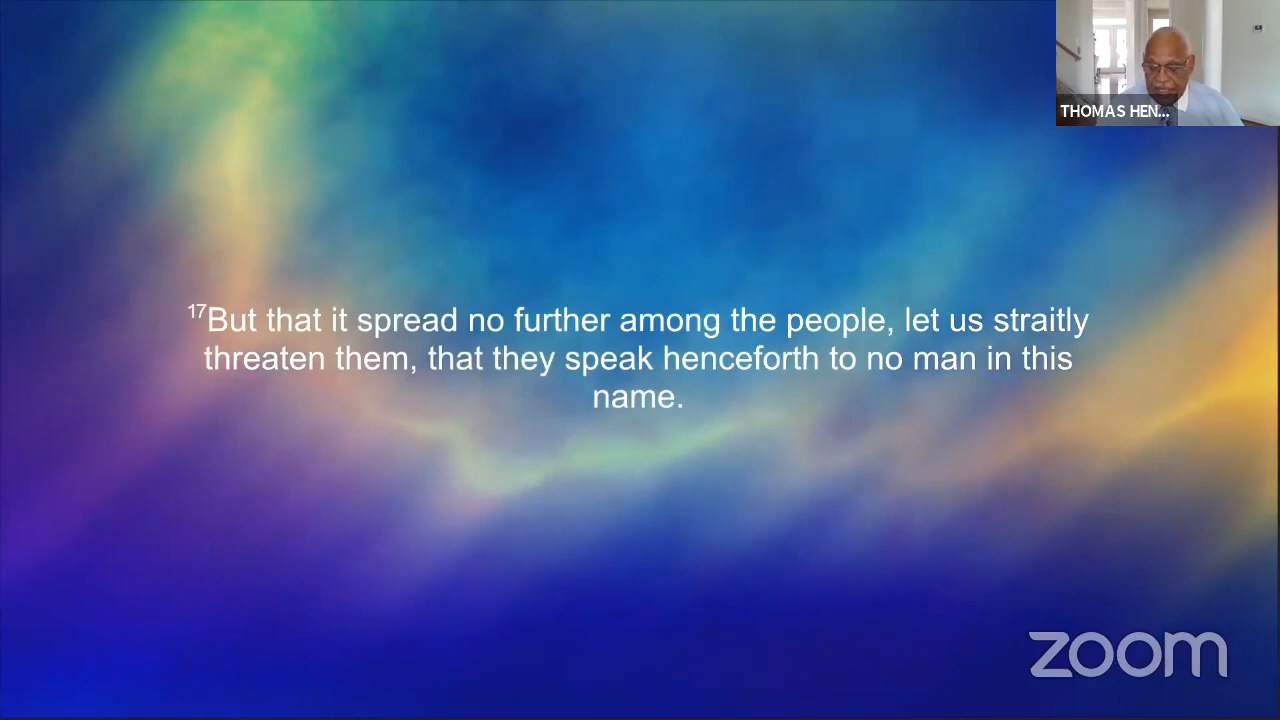 THOMAS HEN...
17But that it spread no further among the people, let us straitly
threaten them, that they speak henceforth to no man in this
name.
zoom